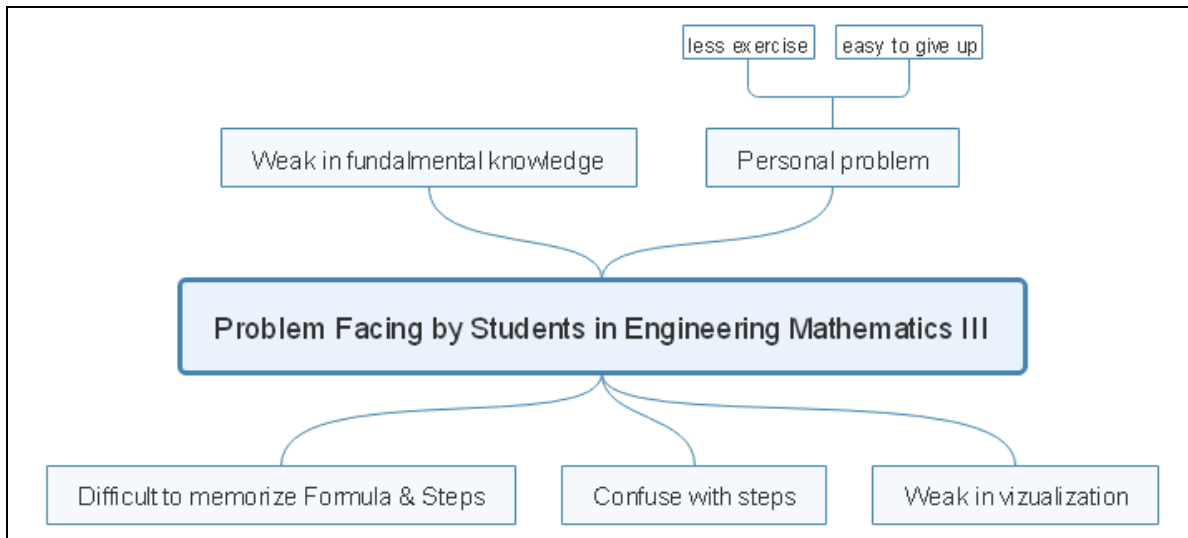 less exercise
easy to give up
Weak in fundalmental knowledge
Personal problem
Problem Facing by Students in Engineering Mathematics III
Difficult to memorize Formula & Steps
Confuse with steps
Weak in vizualization